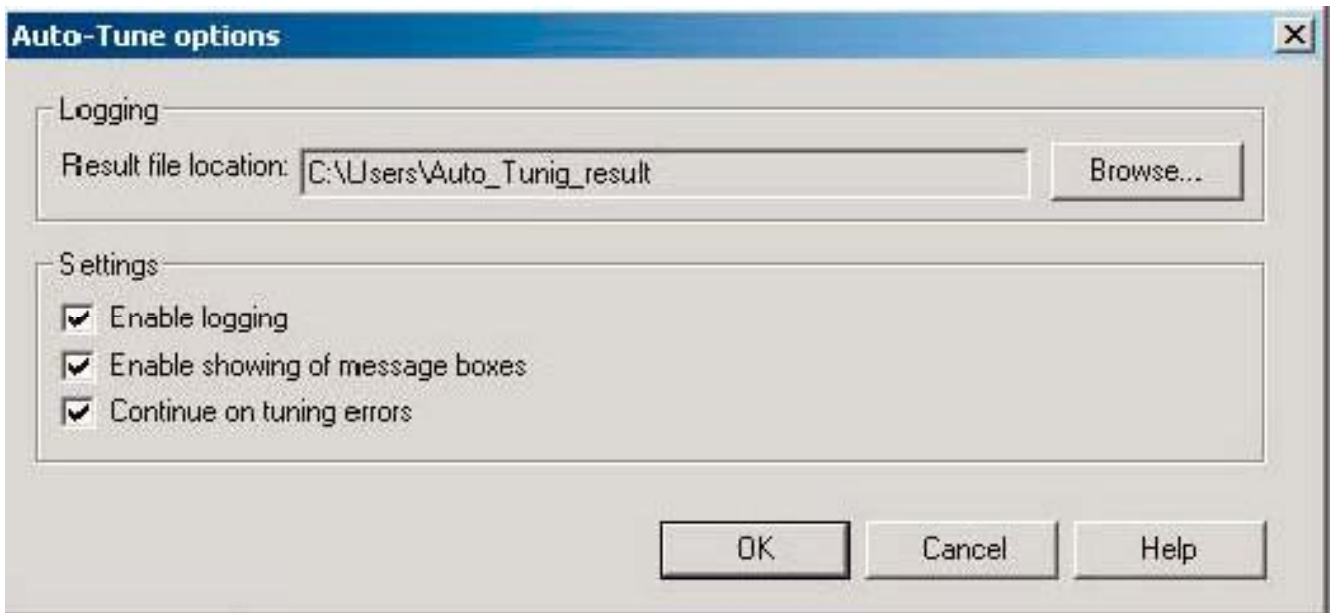 Auto-Tune options
Logging
Result file location: C:\Users\Auto_Tunig_result Browse...
Settings
Enable logging
Enable showing of message boxes
Continue on tuning errors
OK Cancel Help